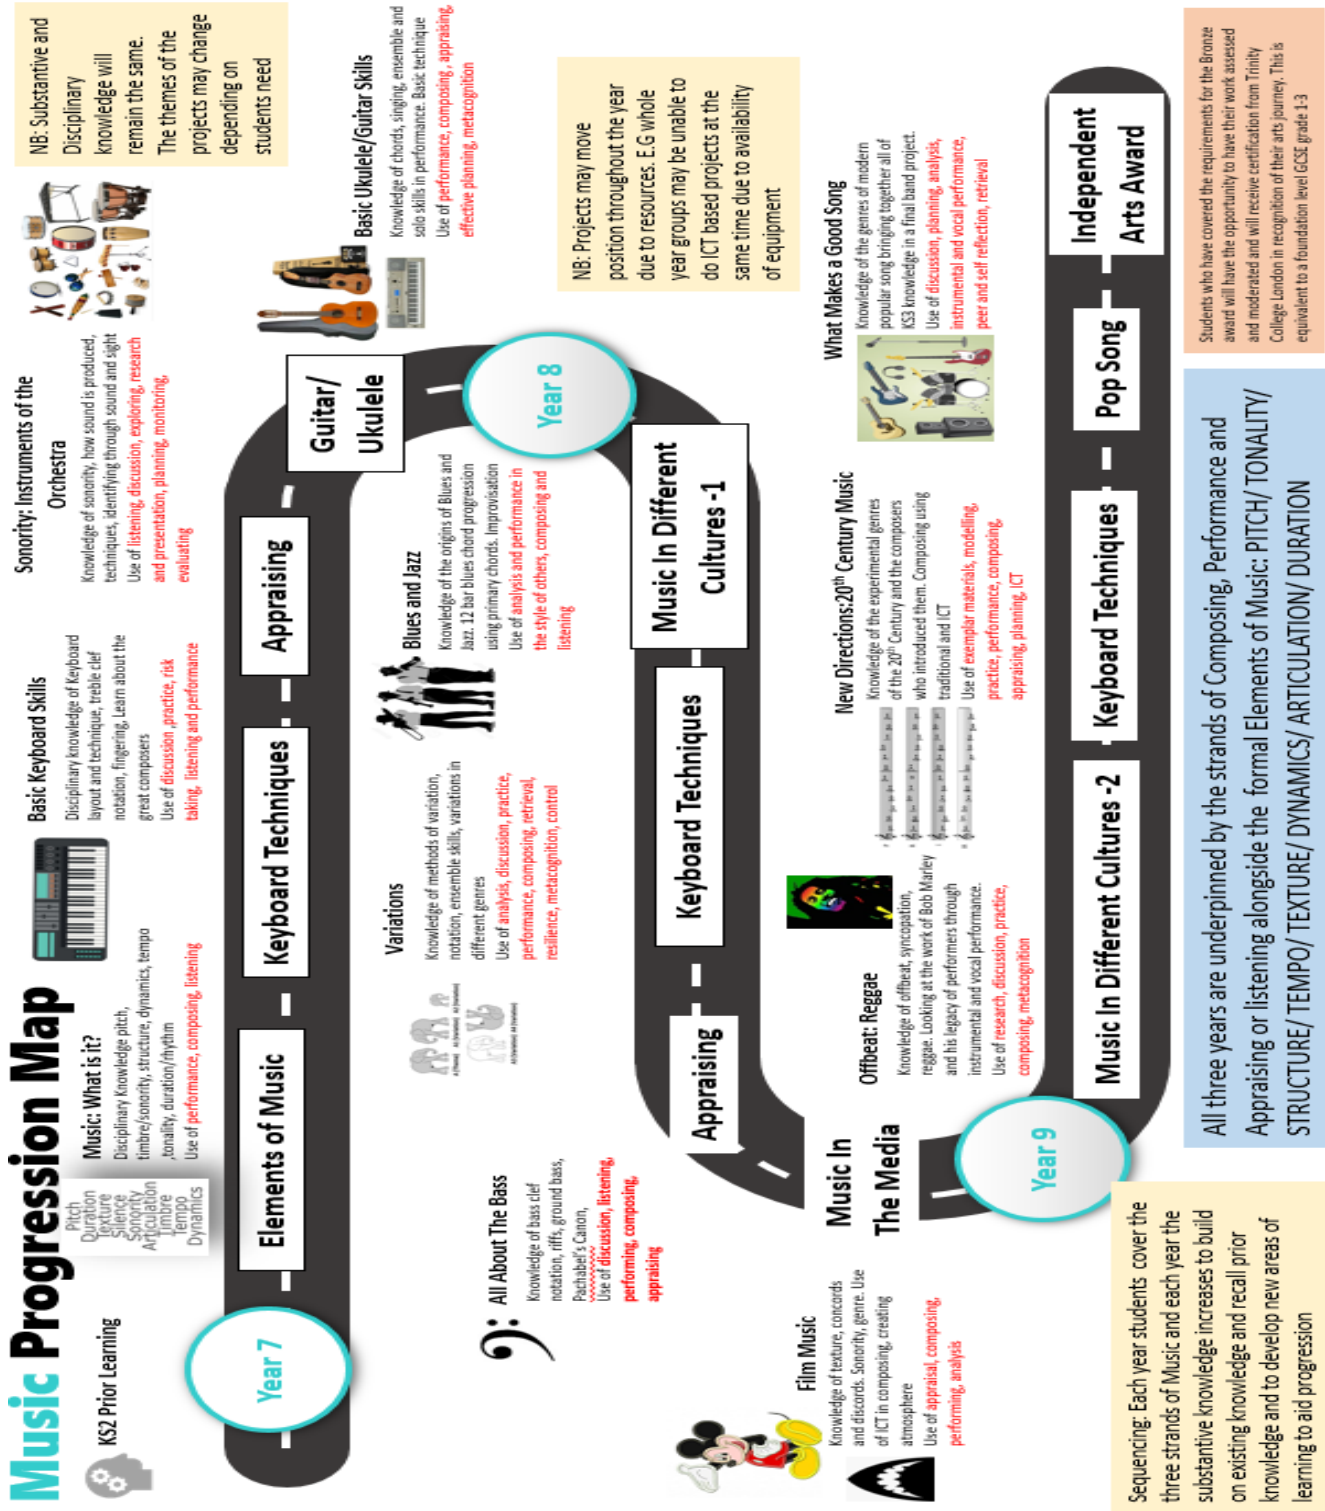 Music Progression Map
KS2 Prior Learning
Pitch
Duration
Texture
Silence
Sonority
Articulation
Timbre
Tempo
Dynamics
Music: What is it?
Disciplinary Knowledge pitch,
timbre/sonority, structure, dynamics, tempo
,tonality, duration/rhythm
Use of performance, composing, listening
Basic Keyboard Skills
Disciplinary knowledge of Keyboard
layout and technique, treble clef
notation, fingering, Learn about the
great composers
Use of discussion ,practice, risk
taking, listening and performance
Sonority: Instruments of the
Orchestra
Knowledge of sonority, how sound is produced,
techniques, identifying through sound and sight
Use of listening, discussion, exploring, research
and presentation, planning, monitoring,
evaluating
NB: Substantive and
Disciplinary
knowledge will
remain the same.
The themes of the
projects may change
depending on
students need
Year 7
Elements of Music
Keyboard Techniques
Appraising
Guitar/
Ukulele
Basic Ukulele/Guitar Skills
Knowledge of chords, singing, ensemble and
solo skills in performance. Basic technique
Use of performance, composing , appraising,
effective planning, metacognition
All About The Bass
Knowledge of bass clef
notation, riffs, ground bass,
Pachabel's Canon,
Use of discussion, listening,
performing, composing,
appraising
A (Theme)
A1 (Variation)
A2 (Variation)
A3 (Variation)
A4 (Variation)
Variations
Knowledge of methods of variation,
notation, ensemble skills, variations in
different genres
Use of analysis, discussion, practice,
performance, composing, retrieval,
resilience, metacognition, control
Blues and Jazz
Knowledge of the origins of Blues and
Jazz. 12 bar blues chord progression
using primary chords. Improvisation
Use of analysis and performance in
the style of others, composing and
listening
Year 8
NB: Projects may move
position throughout the year
due to resources. E.G whole
year groups may be unable to
do ICT based projects at the
same time due to availability
of equipment
Appraising
Keyboard Techniques
Music In Different
Cultures -1
Music In
The Media
Film Music
Knowledge of texture, concords
and discords. Sonority, genre. Use
of ICT in composing, creating
atmosphere
Use of appraisal, composing,
performing, analysis
Offbeat: Reggae
Knowledge of offbeat, syncopation,
reggae. Looking at the work of Bob Marley
and his legacy of performers through
instrumental and vocal performance.
Use of research, discussion, practice,
composing, metacognition
New Directions:20th Century Music
Knowledge of the experimental genres
of the 20th Century and the composers
who introduced them. Composing using
traditional and ICT
Use of exemplar materials, modelling,
practice, performance, composing,
appraising, planning, ICT
What Makes a Good Song
Knowledge of the genres of modern
popular song bringing together all of
KS3 knowledge in a final band project.
Use of discussion, planning, analysis,
instrumental and vocal performance,
peer and self reflection, retrieval
Year 9
Music In Different Cultures -2
Keyboard Techniques
Pop Song
Independent
Arts Award
Sequencing: Each year students cover the
three strands of Music and each year the
substantive knowledge increases to build
on existing knowledge and recall prior
knowledge and to develop new areas of
learning to aid progression
All three years are underpinned by the strands of Composing, Performance and
Appraising or listening alongside the formal Elements of Music: PITCH/ TONALITY/
STRUCTURE/ TEMPO/ TEXTURE/ DYNAMICS/ ARTICULATION/ DURATION
Students who have covered the requirements for the Bronze
award will have the opportunity to have their work assessed
and moderated and will receive certification from Trinity
College London in recognition of their arts journey. This is
equivalent to a foundation level GCSE grade 1-3